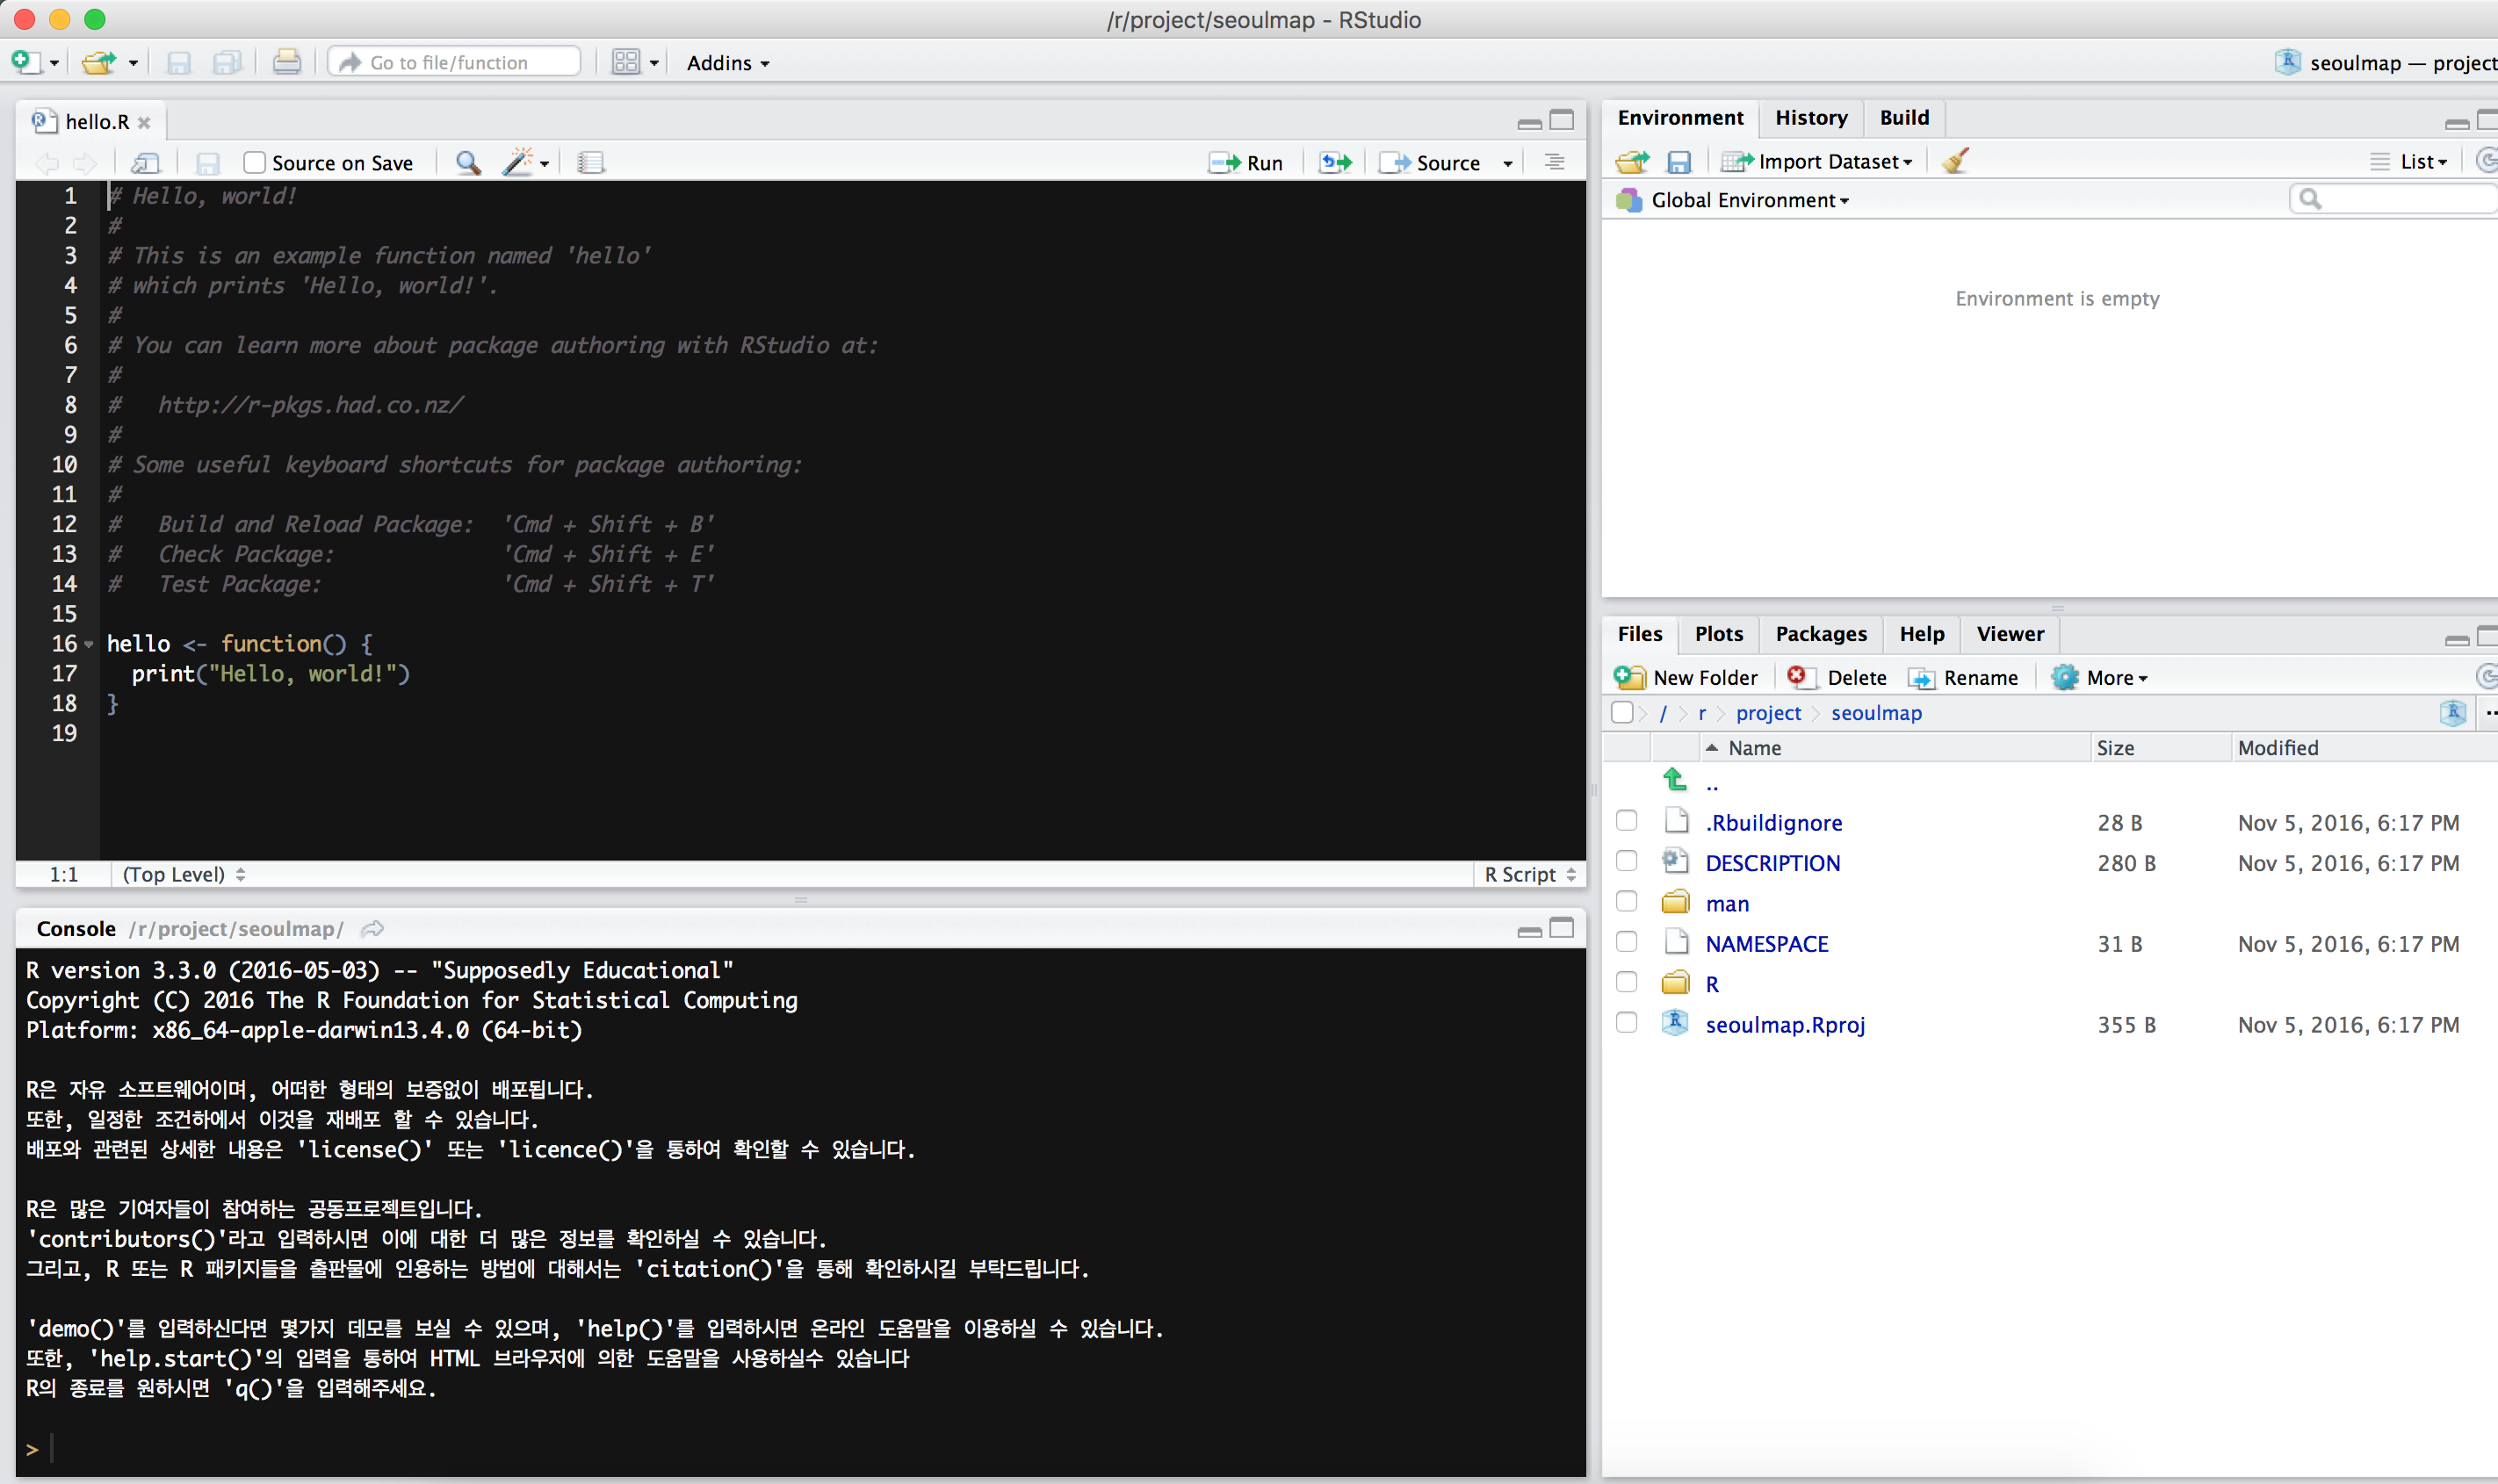 /r/project/seoulmap - RStudio
Go to file/function
Addins
seoulmap — project
hello.R
Source on Save
Run
Source
1 # Hello, world!
2 #
3 # This is an example function named 'hello'
4 # which prints 'Hello, world!'.
5 #
6 # You can learn more about package authoring with RStudio at:
7 #
8 #   http://r-pkgs.had.co.nz/
9 #
10 # Some useful keyboard shortcuts for package authoring:
11 #
12 #   Build and Reload Package:  'Cmd + Shift + B'
13 #   Check Package:             'Cmd + Shift + E'
14 #   Test Package:              'Cmd + Shift + T'
15
16 hello <- function() {
17   print("Hello, world!")
18 }
19
1:1 (Top Level) R Script
Console /r/project/seoulmap/
R version 3.3.0 (2016-05-03) -- "Supposedly Educational"
Copyright (C) 2016 The R Foundation for Statistical Computing
Platform: x86_64-apple-darwin13.4.0 (64-bit)
R은 자유 소프트웨어이며, 어떠한 형태의 보증없이 배포됩니다.
또한, 일정한 조건하에서 이것을 재배포 할 수 있습니다.
배포와 관련된 상세한 내용은 'license()' 또는 'licence()'을 통하여 확인할 수 있습니다.
R은 많은 기여자들이 참여하는 공동프로젝트입니다.
'contributors()'라고 입력하시면 이에 대한 더 많은 정보를 확인하실 수 있습니다.
그리고, R 또는 R 패키지들을 출판물에 인용하는 방법에 대해서는 'citation()'을 통해 확인하시길 부탁드립니다.
'demo()'를 입력하신다면 몇가지 데모를 보실 수 있으며, 'help()'를 입력하시면 온라인 도움말을 이용하실 수 있습니다.
또한, 'help.start()'의 입력을 통하여 HTML 브라우저에 의한 도움말을 사용하실수 있습니다
R의 종료를 원하시면 'q()'을 입력해주세요.
>
Environment History Build
Import Dataset List
Global Environment
Environment is empty
Files Plots Packages Help Viewer
New Folder Delete Rename More
/ r project seoulmap
Name Size Modified
..
.Rbuildignore 28 B Nov 5, 2016, 6:17 PM
DESCRIPTION 280 B Nov 5, 2016, 6:17 PM
man
NAMESPACE 31 B Nov 5, 2016, 6:17 PM
R
seoulmap.Rproj 355 B Nov 5, 2016, 6:17 PM